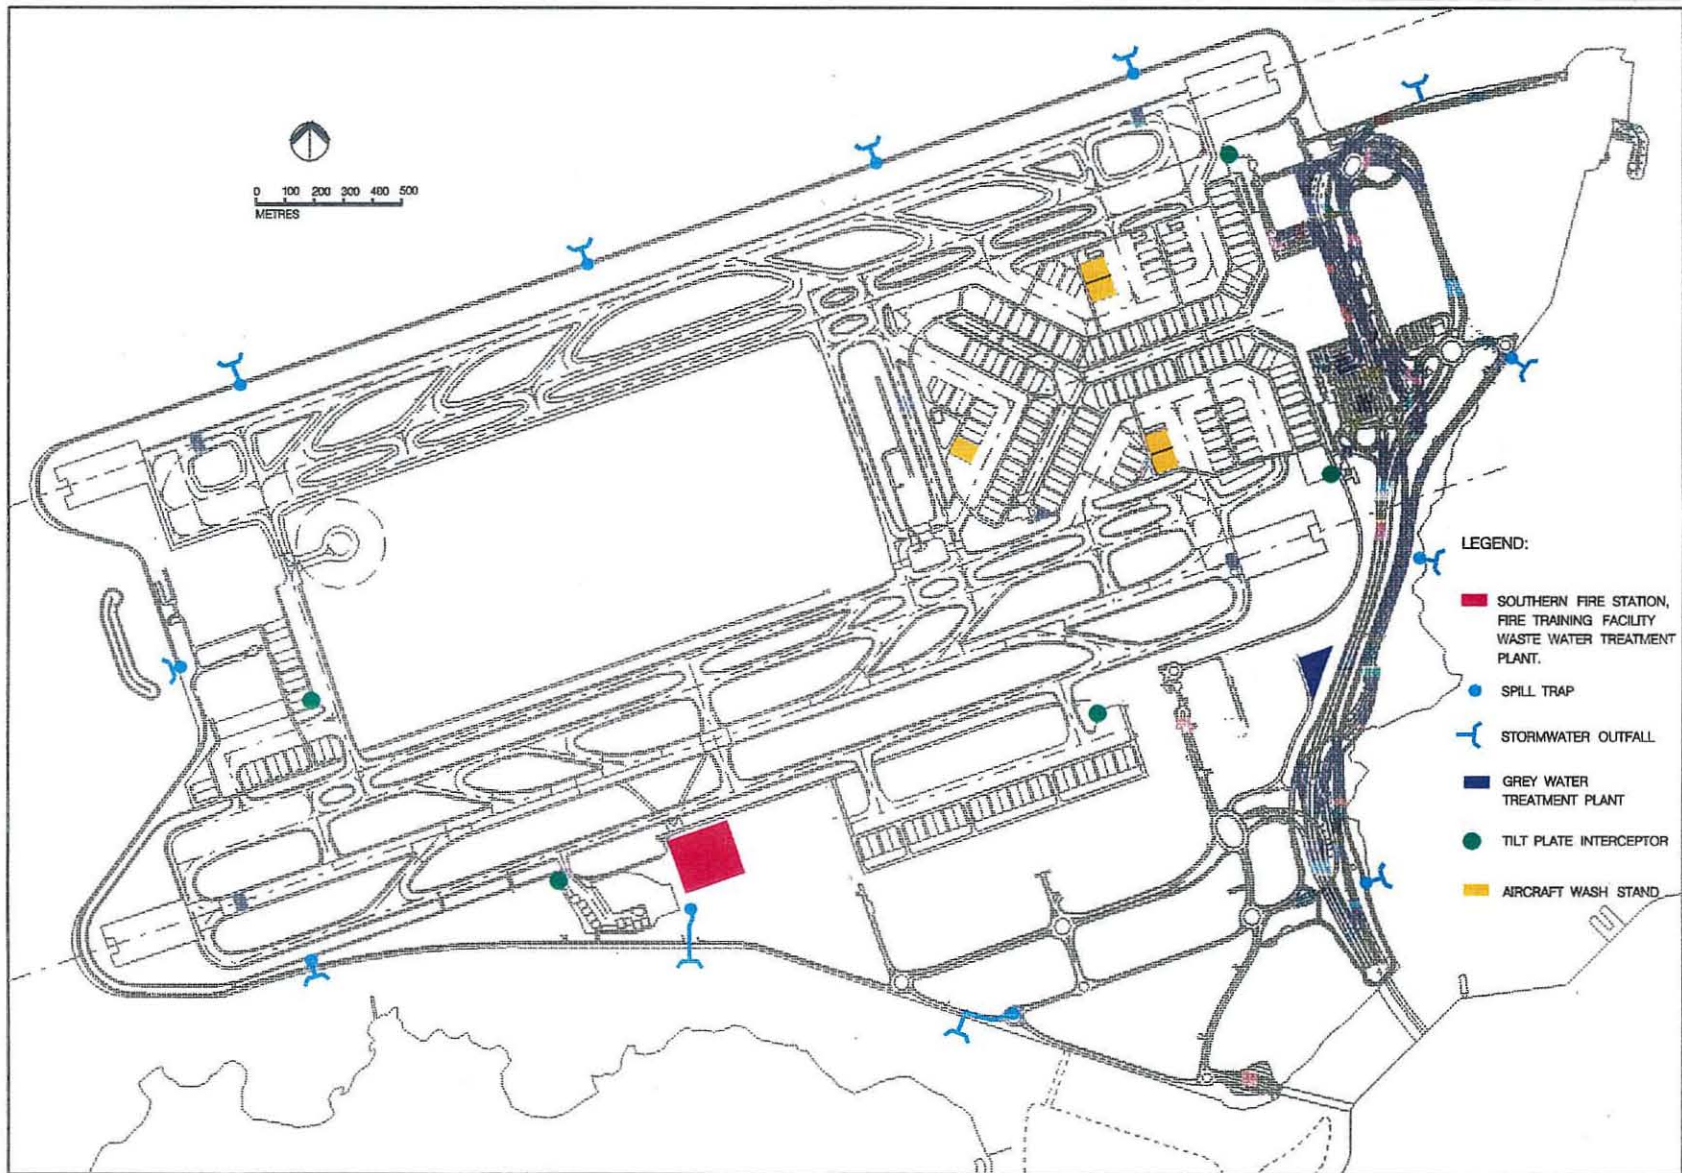 0 100 200 300 400 500
METRES
LEGEND:
SOUTHERN FIRE STATION,
FIRE TRAINING FACILITY
WASTE WATER TREATMENT
PLANT.
SPILL TRAP
STORMWATER OUTFALL
GREY WATER
TREATMENT PLANT
TILT PLATE INTERCEPTOR
AIRCRAFT WASH STAND